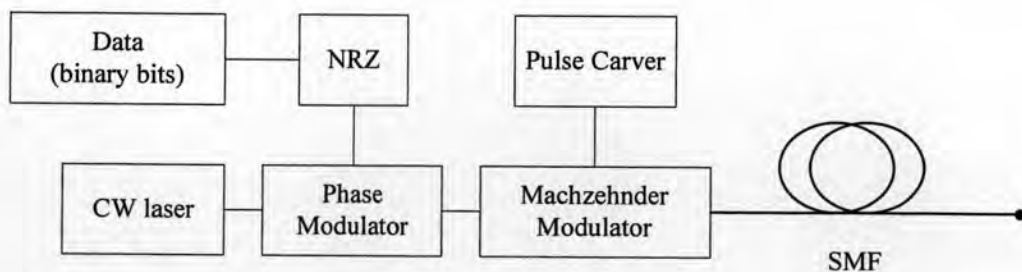 Data
(binary bits)
NRZ
Pulse Carver
CW laser
Phase
Modulator
Machzehnder
Modulator
SMF